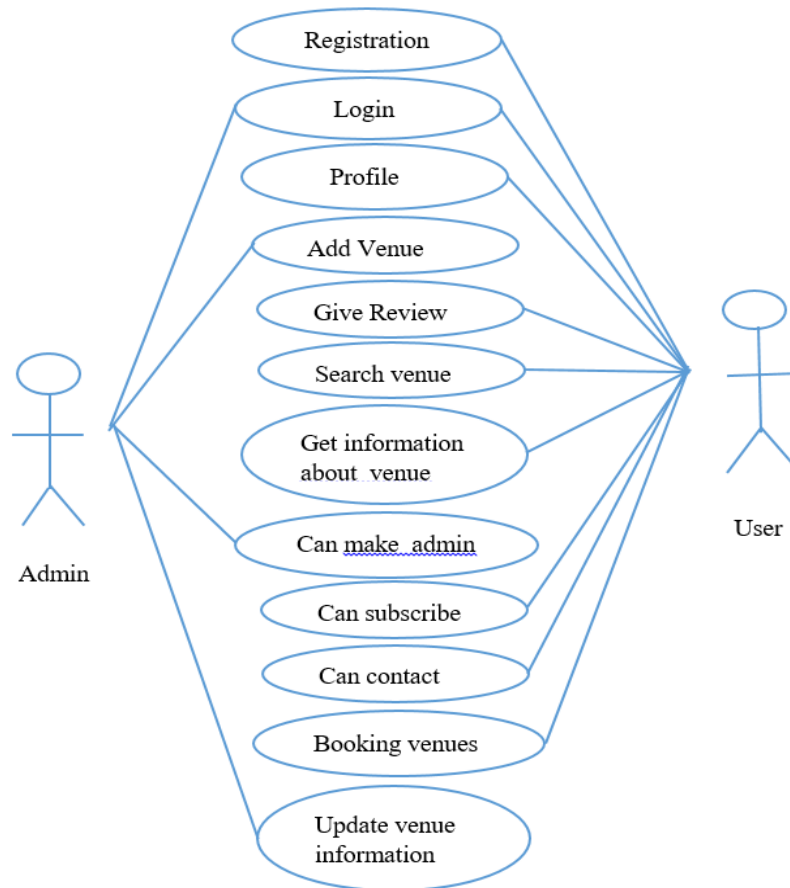 Registration
Login
Profile
Add Venue
Give Review
Search venue
Get information
about venue
Can make admin
User
Admin
Can subscribe
Can contact
Booking venues
Update venue
information